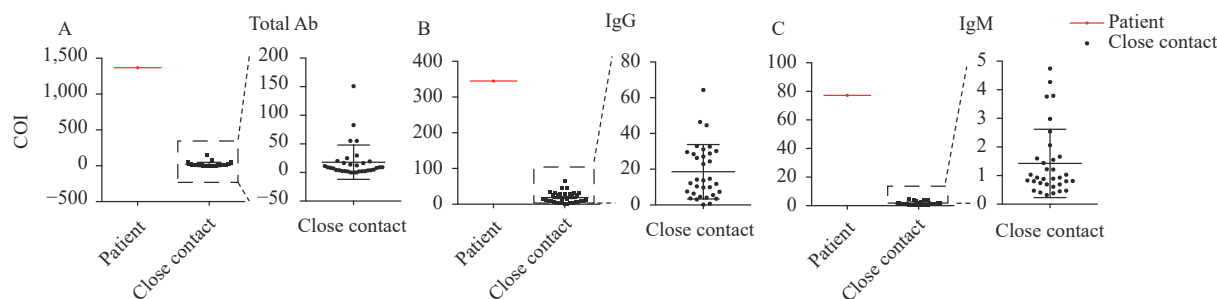 A
Total Ab
B
IgG
C
IgM
Patient
Close contact
COI
1,500
1,000
500
0
−500
Patient
Close contact
200
150
100
50
0
−50
Close contact
400
300
200
100
0
Patient
Close contact
80
60
40
20
0
Close contact
100
80
60
40
20
0
Patient
Close contact
5
4
3
2
1
0
Close contact